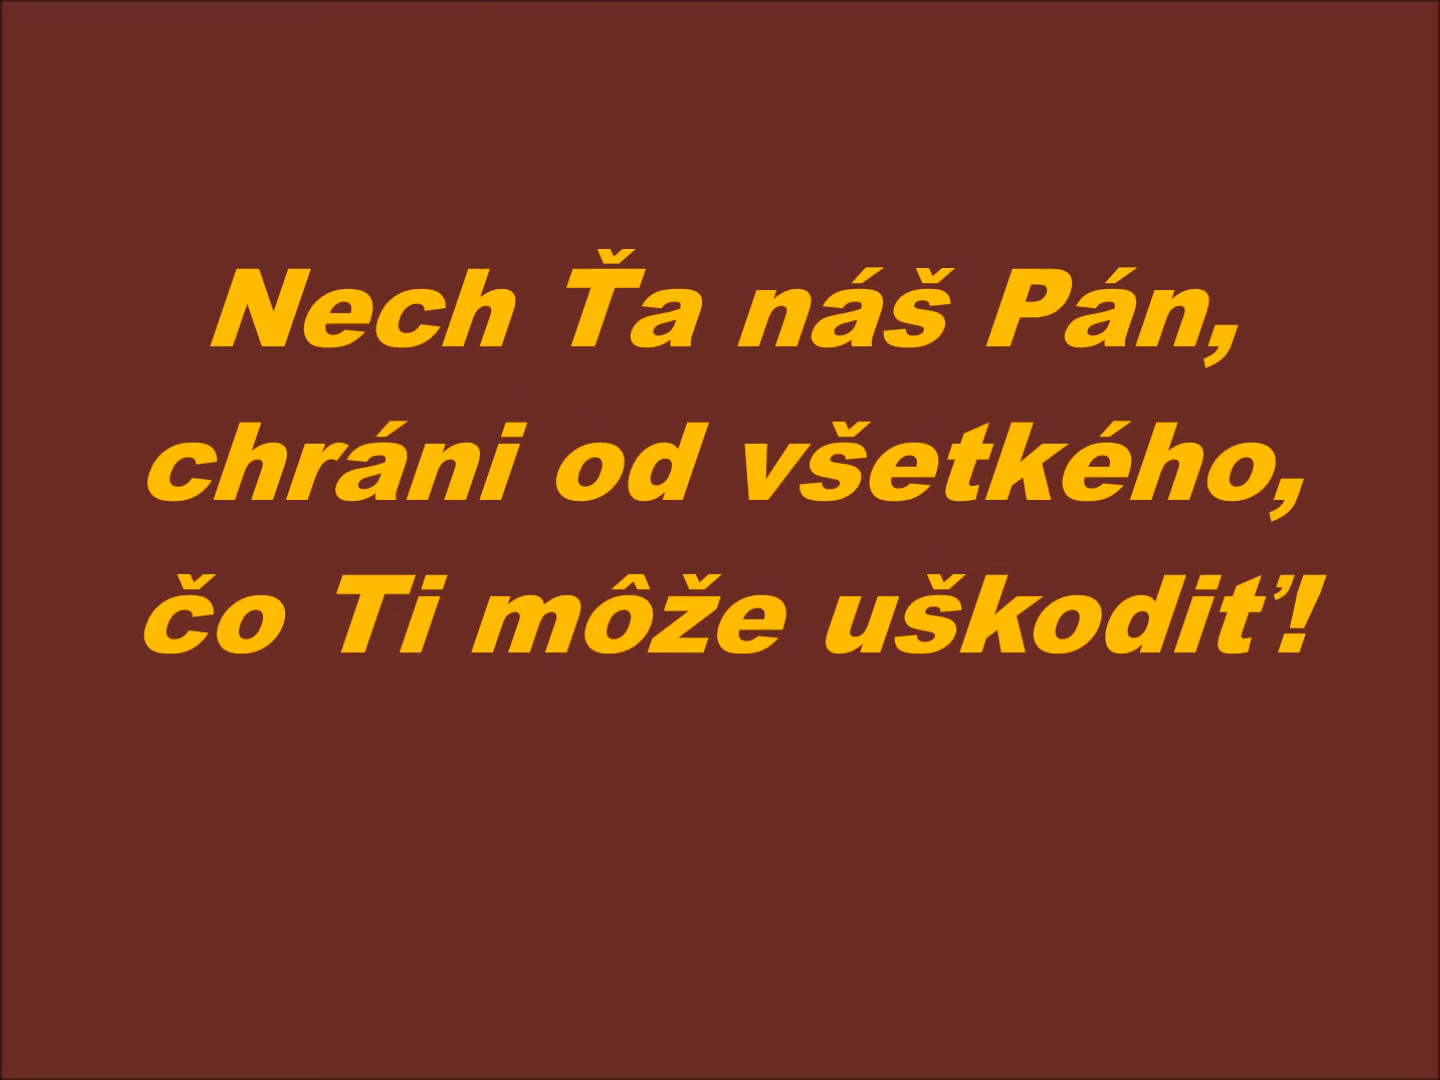 Nech Ťa náš Pán,
chráni od všetkého,
čo Ti môže uškodiť!